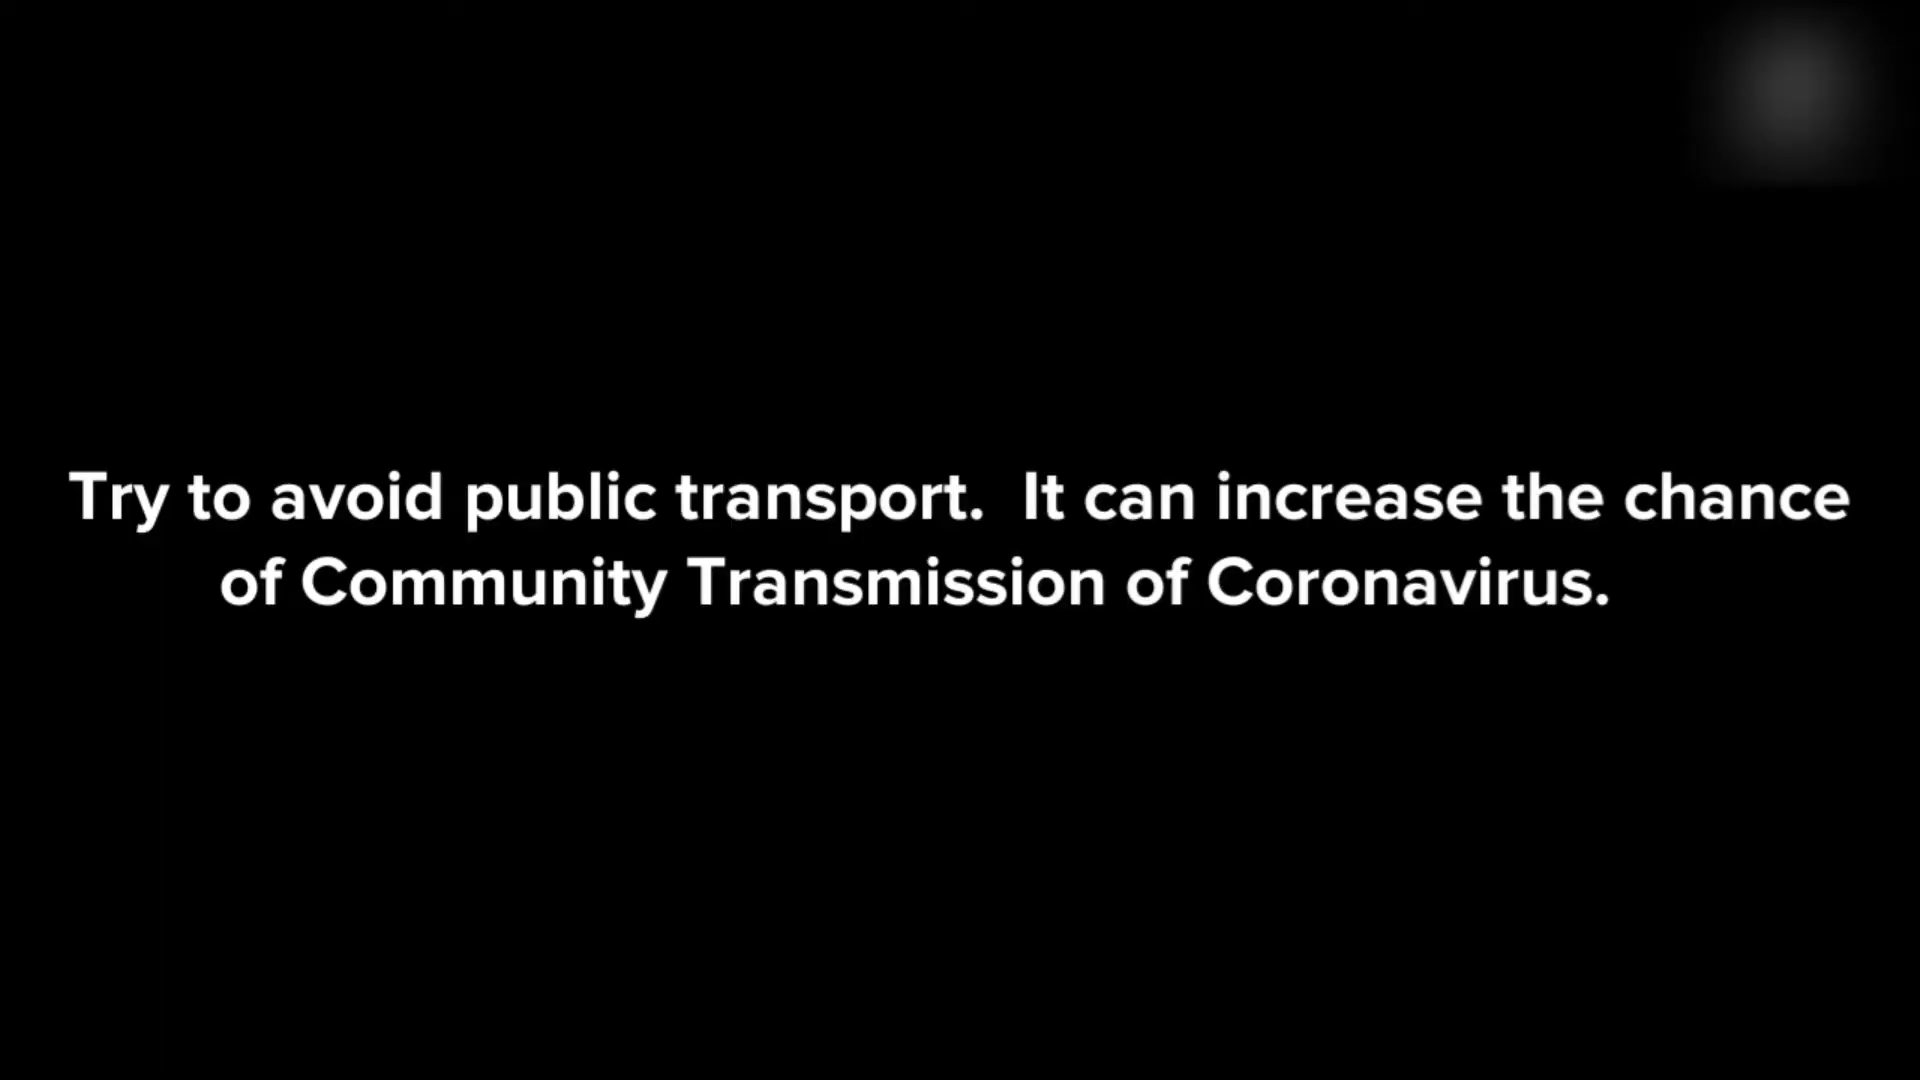 Try to avoid public transport.  It can increase the chance
of Community Transmission of Coronavirus.